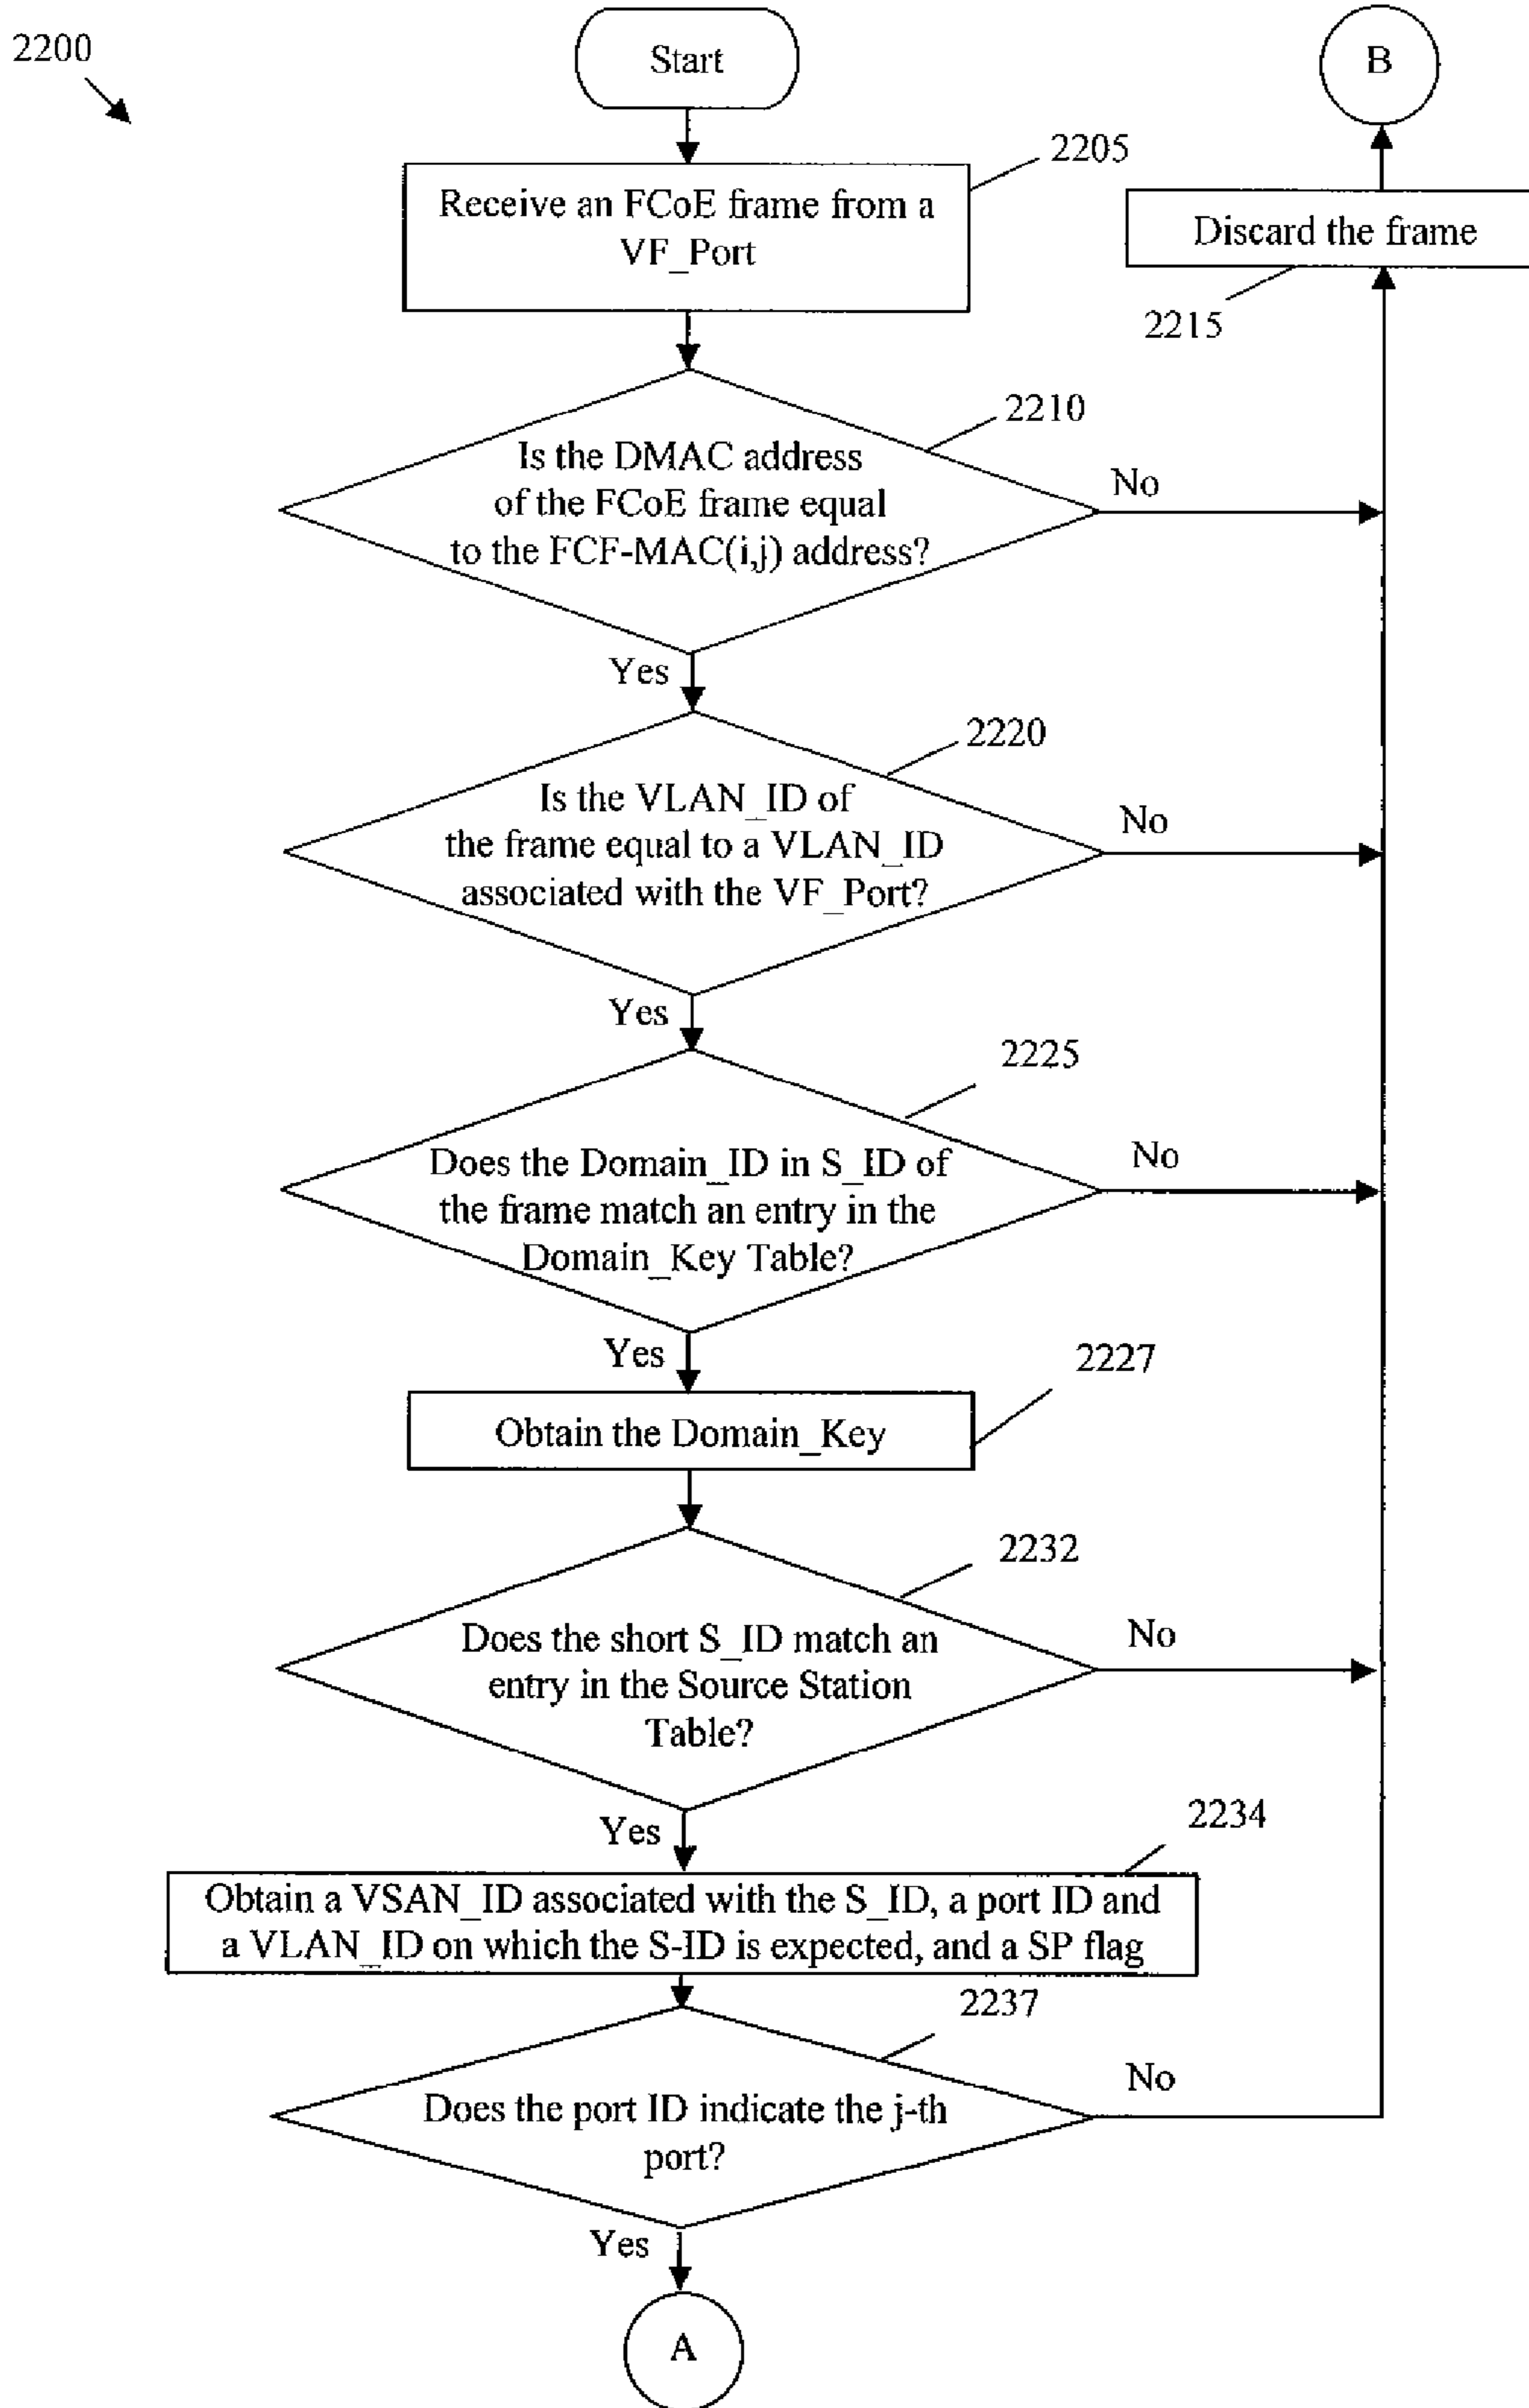 2200
Start
B
2205
Receive an FCoE frame from a
VF_Port
Discard the frame
2215
2210
Is the DMAC address
of the FCoE frame equal
to the FCF-MAC(i,j) address?
No
Yes
2220
Is the VLAN_ID of
the frame equal to a VLAN_ID
associated with the VF_Port?
No
Yes
2225
Does the Domain_ID in S_ID of
the frame match an entry in the
Domain_Key Table?
No
Yes
2227
Obtain the Domain_Key
2232
Does the short S_ID match an
entry in the Source Station
Table?
No
Yes
2234
Obtain a VSAN_ID associated with the S_ID, a port ID and
a VLAN_ID on which the S-ID is expected, and a SP flag
2237
Does the port ID indicate the j-th
port?
No
Yes
A